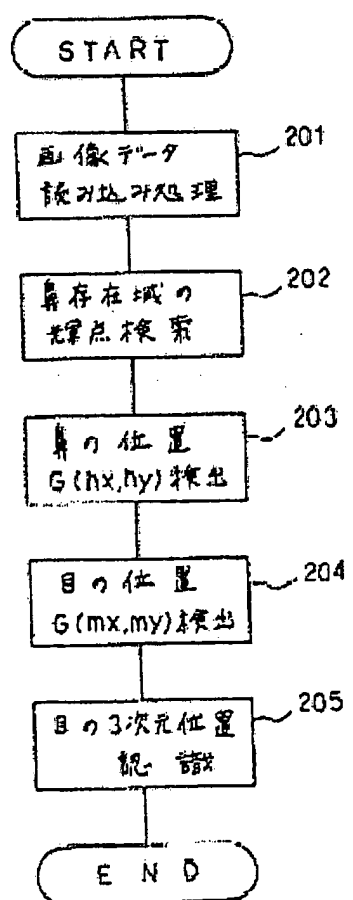 START
画像データ
読み込み処理
201
鼻存在域の
輝点検索
202
鼻の位置
G(hx,hy)検出
203
目の位置
G(mx,my)検出
204
目の3次元位置
認識
205
END